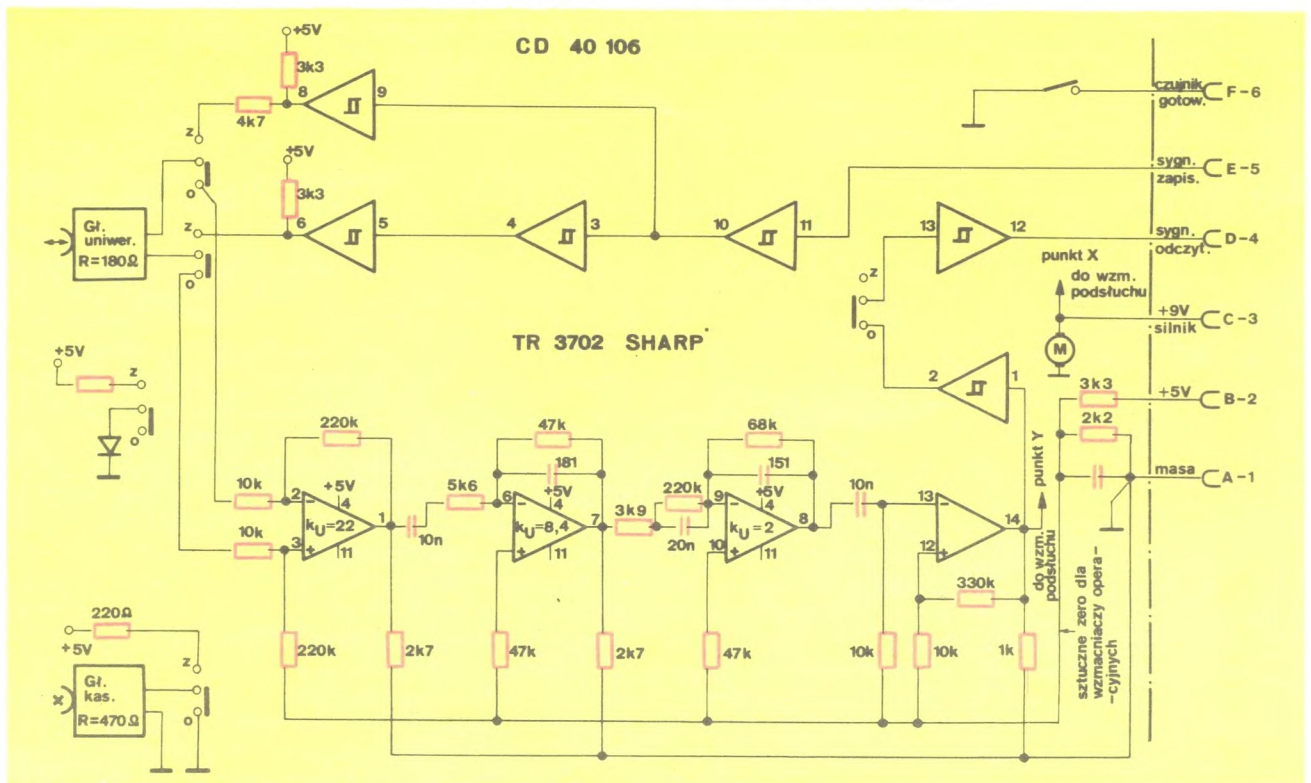 CD 40 106
+5V
3k3
8
9
4k7
z
o
+5V
3k3
6
5
4
3
10
11
13
12
Gł.
uniwer.
R=180Ω
z
o
czujnik
gotow.
F-6
sygn.
zapis.
E-5
sygn.
odczyt.
D-4
punkt X
do wzm.
podsłuchu
+9V
silnik
C-3
M
z
o
2
1
TR 3702 SHARP
+5V
z
o
3k3
+5V
B-2
2k2
masa
A-1
220k
10k
10k
2
3
+5V
4
kU=22
11
1
10n
5k6
47k
181
6
5
+5V
4
kU=8,4
11
7
3k9
220k
20n
68k
151
9
10
+5V
4
kU=2
11
8
10n
13
12
14
330k
punkt Y
do wzm.
podsłuchu
sztuczne zero dla
wzmacniaczy opera-
-cyjnych
220k
2k7
47k
2k7
47k
10k
10k
1k
220Ω
+5V
z
o
Gł.
kas.
R=470Ω